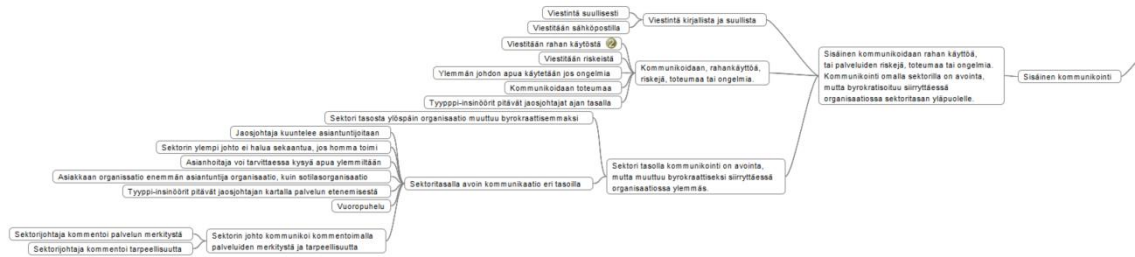 Viestintä suullisesti
Viestitään sähköpostilla
Viestintä kirjallista ja suullista
Viestitään rahan käytöstä
Viestitään riskeistä
Ylemmän johdon apua käytetään jos ongelmia
Kommunikoidaan toteumaa
Tyypppi-insinöörit pitävät jaosjohtajat ajan tasalla
Kommunikoidaan, rahankäyttöä,
riskejä, toteumaa tai ongelmia.
Sektori tasosta ylöspäin organisaatio muuttuu byrokraattisemmaksi
Jaosjohtaja kuuntelee asiantuntijoitaan
Sektorin ylempi johto ei halua sekaantua, jos homma toimi
Asianhoitaja voi tarvittaessa kysyä apua ylemmiltään
Asiakkaan organissatio enemmän asiantuntija organisaatio, kuin sotilasorganisaatio
Tyyppi-insinöörit pitävät jaosjohtajan kartalla palvelun etenemisestä
Vuoropuhelu
Sektorijohtaja kommentoi palvelun merkitystä
Sektorijohtaja kommentoi tarpeellisuutta
Sektorin johto kommunikoi kommentoimalla
palveluiden merkitystä ja tarpeellisuutta
Sektoritasalla avoin kommunikaatio eri tasoilla
Sektori tasolla kommunikointi on avointa,
mutta muuttuu byrokraattiseksi siirryttäessä
organisaatiossa ylemmäs.
Sisäinen kommunikoidaan rahan käyttöä,
tai palveluiden riskejä, toteumaa tai ongelmia.
Kommunikointi omalla sektorilla on avointa,
mutta byrokratisoituu siirryttäessä
organisaatiossa sektoritasan yläpuolelle.
Sisäinen kommunikointi